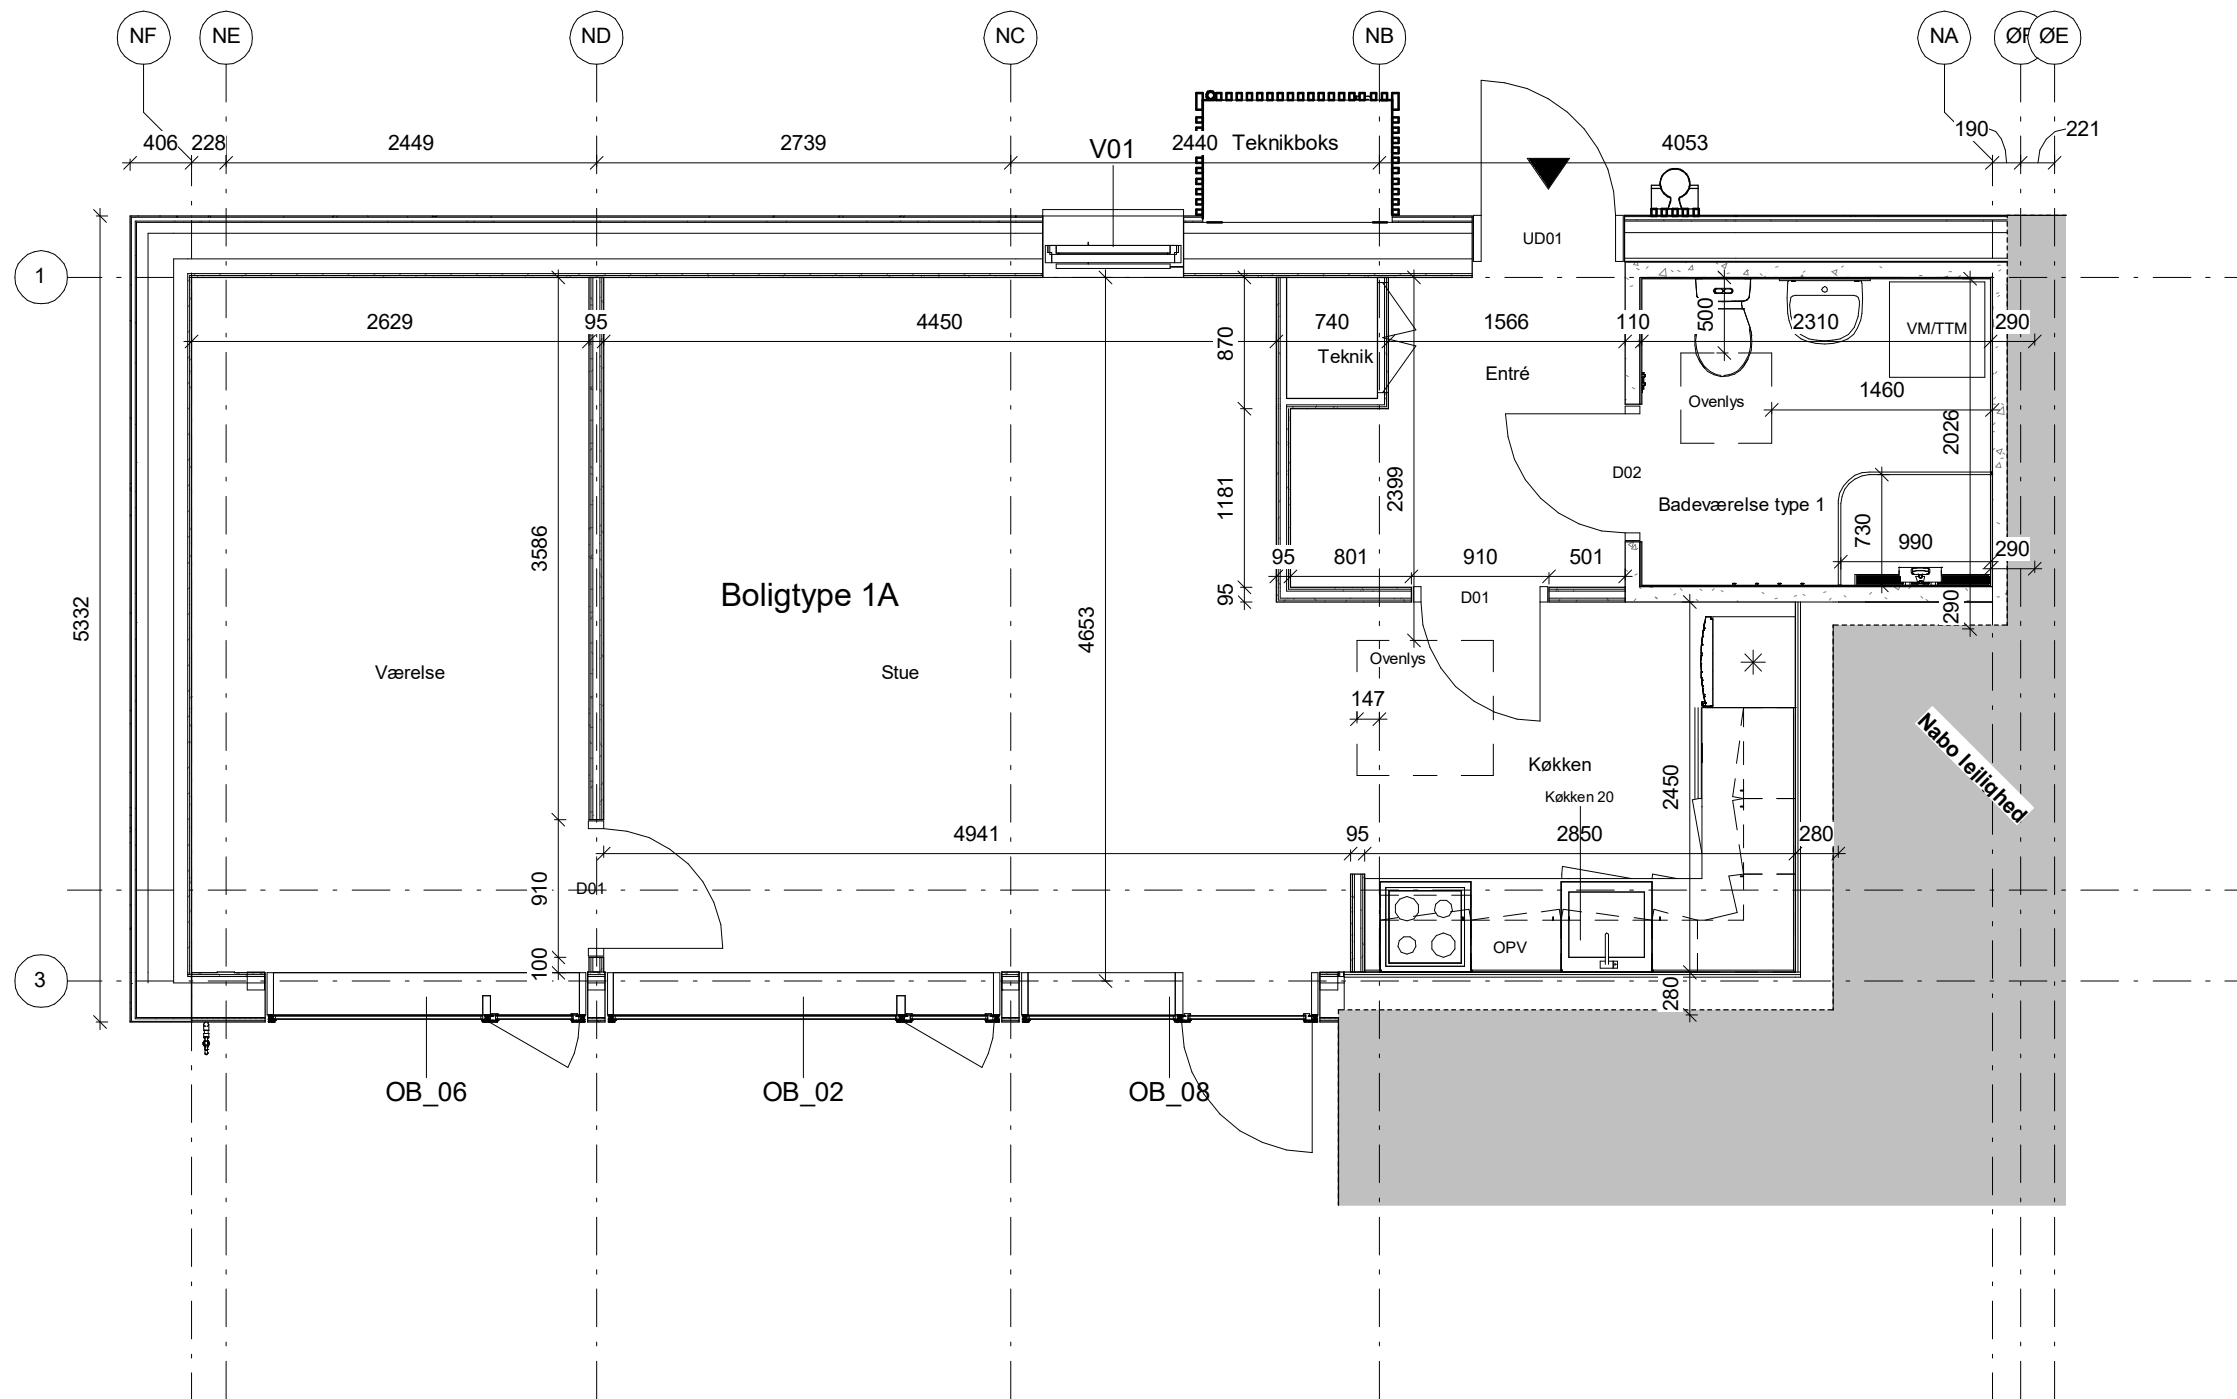 NF
NE
ND
NC
NB
NA
ØF
ØE
406
228
2449
2739
2440
4053
190
221
V01
Teknikboks
UD01
1
2629
95
4450
740
1566
110
500
2310
VM/TTM
290
870
Teknik
Entré
1460
Ovenlys
2026
D02
1181
2399
Badeværelse type 1
3586
730
990
290
95
801
910
501
95
D01
290
Boligtype 1A
5332
4653
Værelse
Stue
Ovenlys
147
Nabo lejlighed
Køkken
Køkken 20
2450
4941
95
2850
280
910
D01
OPV
100
3
280
OB_06
OB_02
OB_08